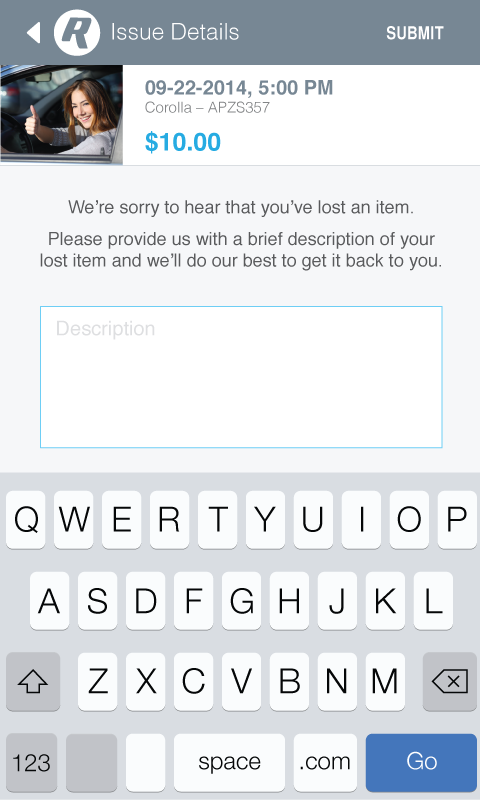 R Issue Details SUBMIT
09-22-2014, 5:00 PM
Corolla – APZS357
$10.00
We're sorry to hear that you've lost an item.
Please provide us with a brief description of your
lost item and we'll do our best to get it back to you.
Description
Q W E R T Y U I O P
A S D F G H J K L
Z X C V B N M
123 space .com Go